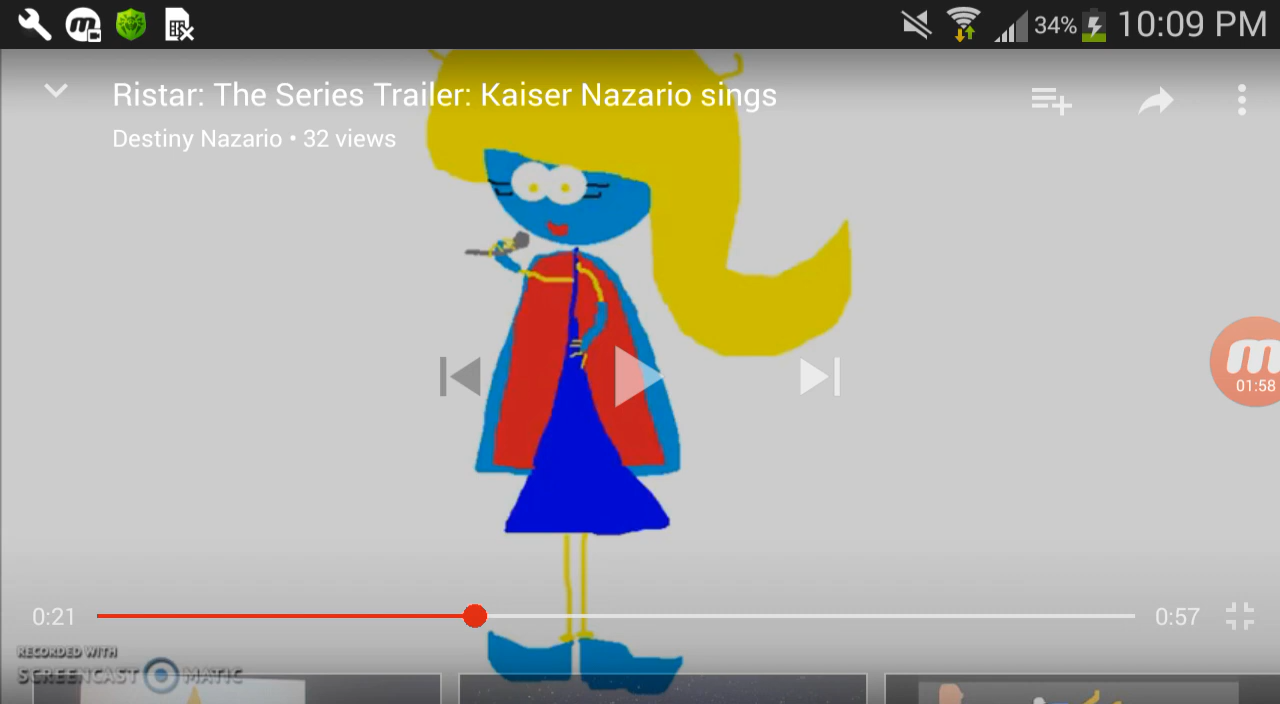 34% 10:09 PM
Ristar: The Series Trailer: Kaiser Nazario sings
Destiny Nazario • 32 views
m
01:58
0:21
0:57
RECORDED WITH
SCREENCAST MATIC